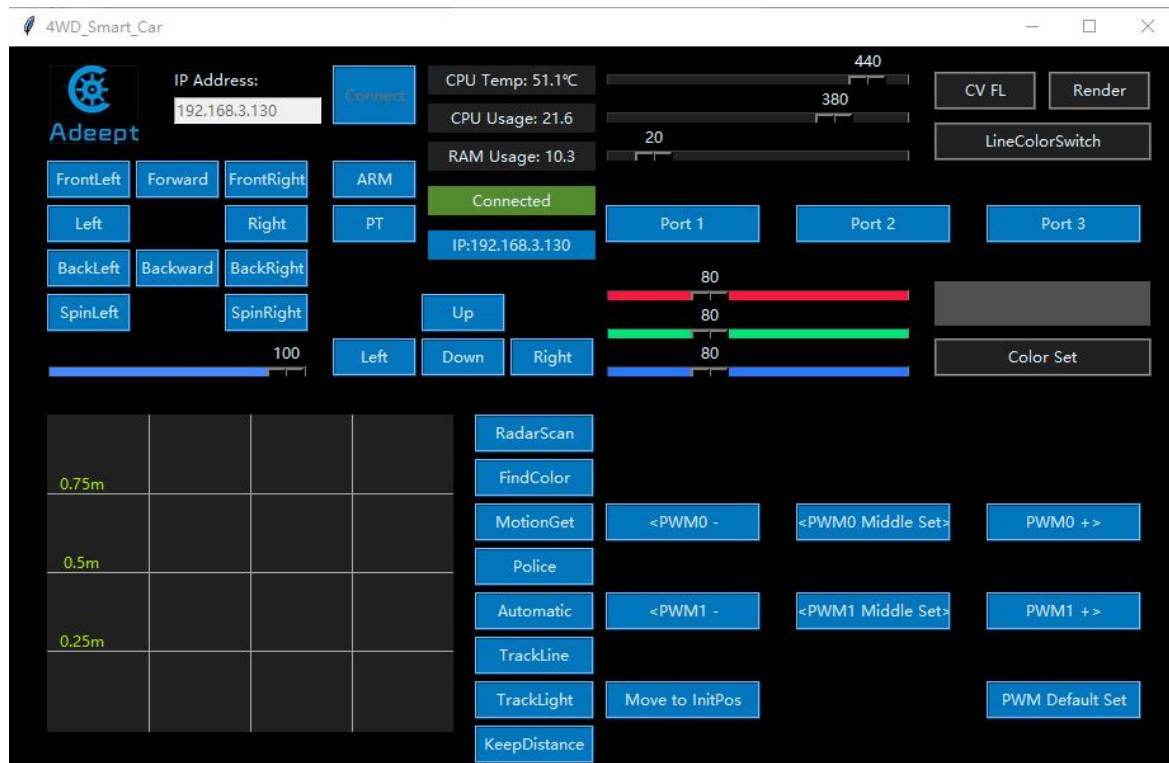 4WD_Smart_Car
Adeept
IP Address:
192.168.3.130
Connect
CPU Temp: 51.1℃
CPU Usage: 21.6
RAM Usage: 10.3
Connected
IP:192.168.3.130
440
380
20
CV FL
Render
LineColorSwitch
FrontLeft
Forward
FrontRight
ARM
Left
Right
PT
BackLeft
Backward
BackRight
SpinLeft
SpinRight
100
Up
Left
Down
Right
Port 1
Port 2
Port 3
80
80
80
Color Set
0.75m
0.5m
0.25m
RadarScan
FindColor
MotionGet
Police
Automatic
TrackLine
TrackLight
KeepDistance
<PWM0 -
<PWM0 Middle Set>
PWM0 +>
<PWM1 -
<PWM1 Middle Set>
PWM1 +>
Move to InitPos
PWM Default Set